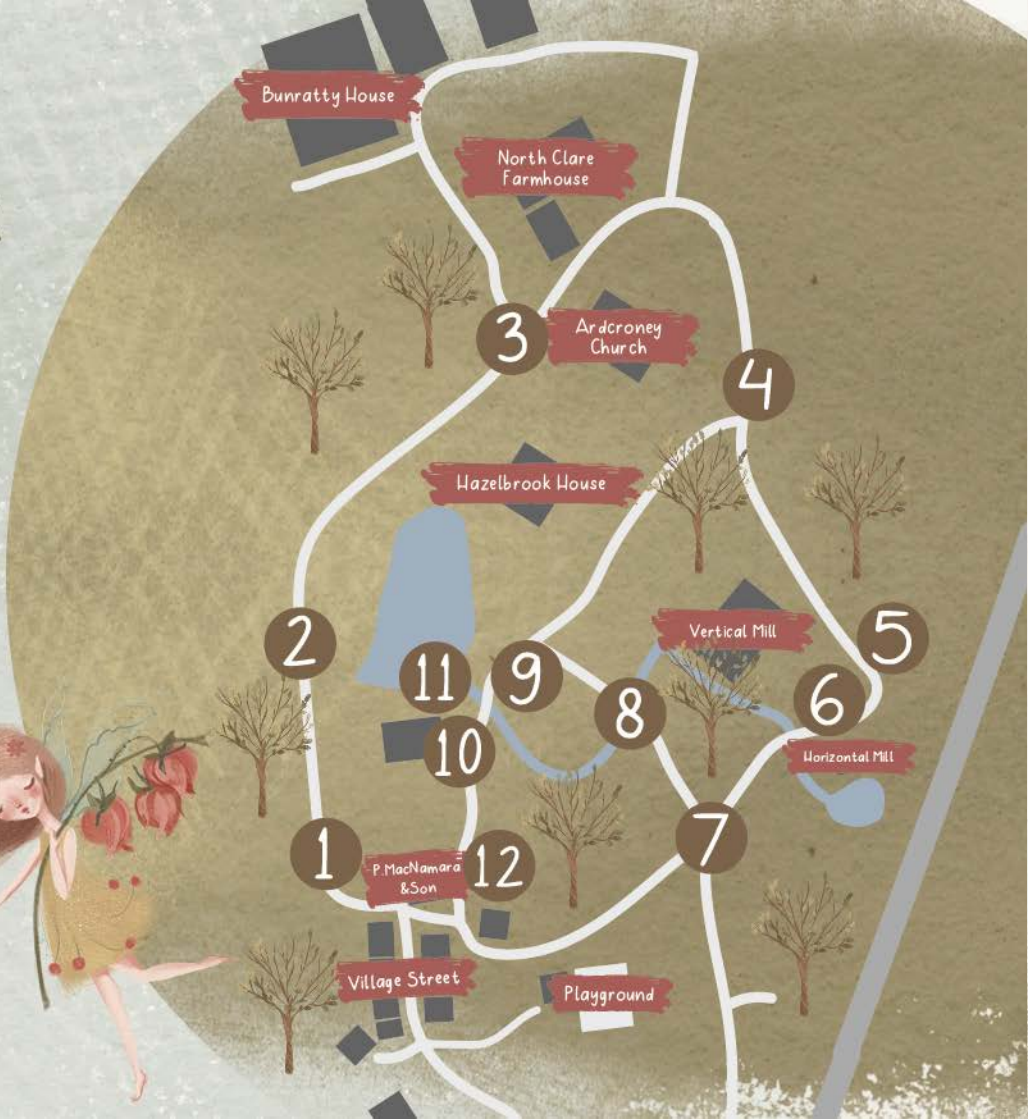 Bunratty House
North Clare
Farmhouse
3
Ardcroney
Church
4
Hazelbrook House
Vertical Mill
2
5
11
9
6
8
10
Horizontal Mill
7
1
P.MacNamara
&Son
12
Village Street
Playground